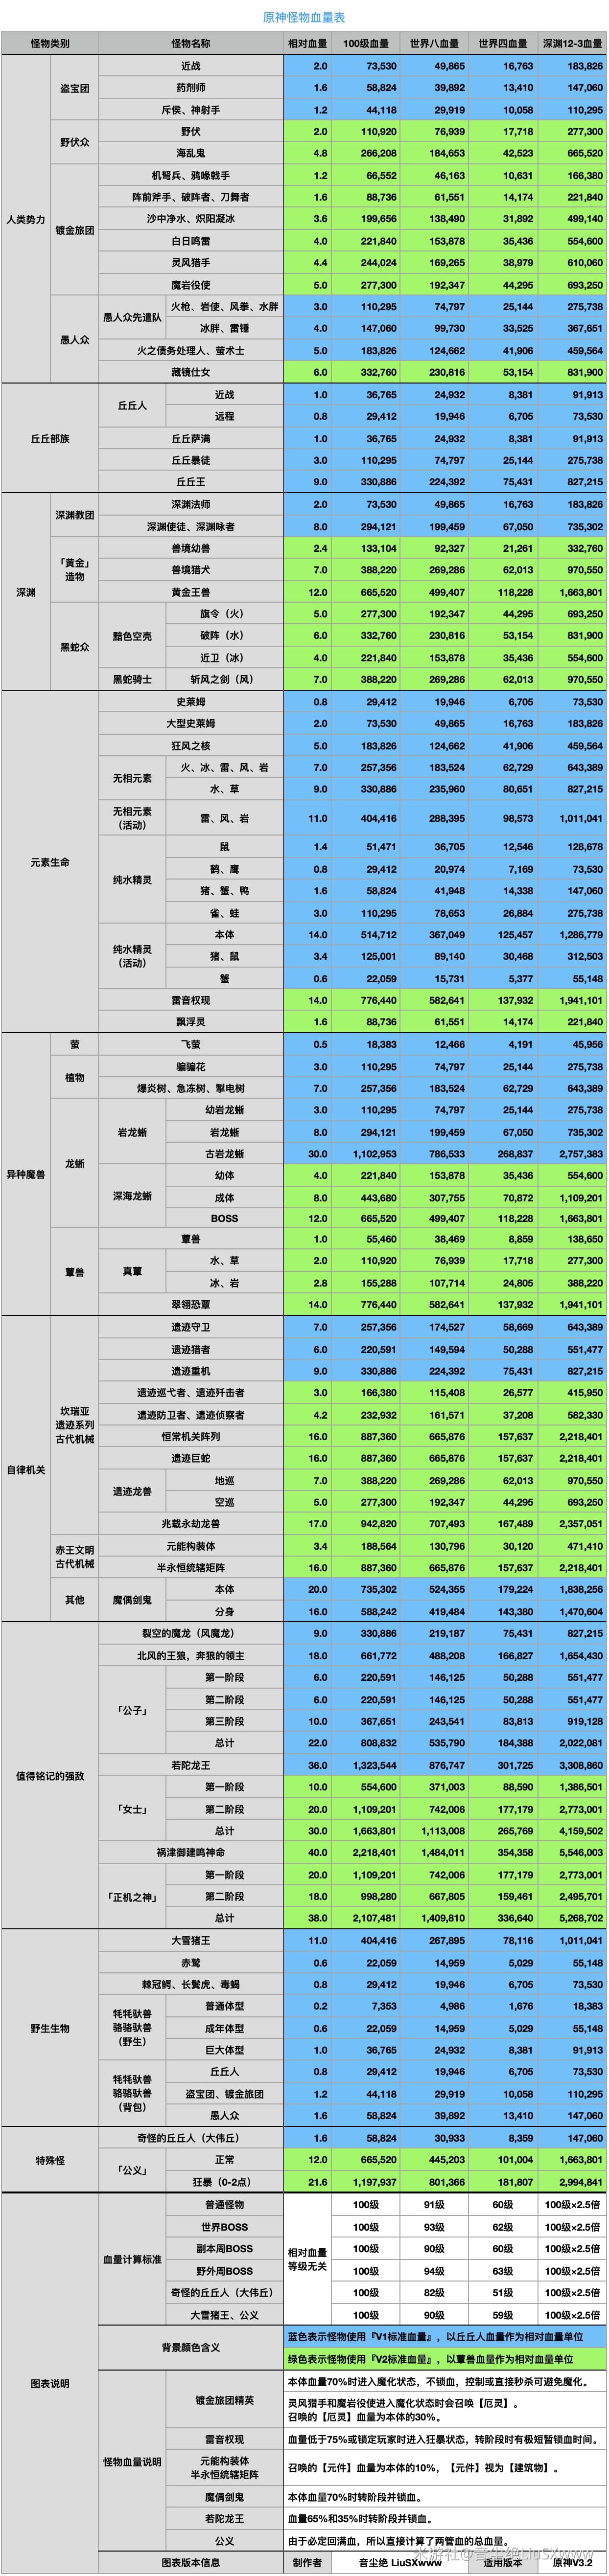 原神怪物血量表
怪物类别 怪物名称 相对血量 100级血量 世界八血量 世界四血量 深渊12-3血量
人类势力 盗宝团 近战 2.0 73,530 49,865 16,763 183,826
药剂师 1.6 58,824 39,892 13,410 147,060
斥侯、神射手 1.2 44,118 29,919 10,058 110,295
野伏众 野伏 2.0 110,920 76,939 17,718 277,300
海乱鬼 4.8 266,208 184,653 42,523 665,520
镀金旅团 机弩兵、鸦喙戟手 1.2 66,552 46,163 10,631 166,380
阵前斧手、破阵者、刀舞者 1.6 88,736 61,551 14,174 221,840
沙中净水、炽阳凝冰 3.6 199,656 138,490 31,892 499,140
白日鸣雷 4.0 221,840 153,878 35,436 554,600
灵风猎手 4.4 244,024 169,265 38,979 610,060
魔岩役使 5.0 277,300 192,347 44,295 693,250
愚人众 愚人众先遣队 火枪、岩使、风拳、水胖 3.0 110,295 74,797 25,144 275,738
冰胖、雷锤 4.0 147,060 99,730 33,525 367,651
火之债务处理人、萤术士 5.0 183,826 124,662 41,906 459,564
藏镜仕女 6.0 332,760 230,816 53,154 831,900
丘丘部族 丘丘人 近战 1.0 36,765 24,932 8,381 91,913
远程 0.8 29,412 19,946 6,705 73,530
丘丘萨满 1.0 36,765 24,932 8,381 91,913
丘丘暴徒 3.0 110,295 74,797 25,144 275,738
丘丘王 9.0 330,886 224,392 75,431 827,215
深渊 深渊教团 深渊法师 2.0 73,530 49,865 16,763 183,826
深渊使徒、深渊咏者 8.0 294,121 199,459 67,050 735,302
「黄金」造物 兽境幼兽 2.4 133,104 92,327 21,261 332,760
兽境猎犬 7.0 388,220 269,286 62,013 970,550
黄金王兽 12.0 665,520 499,407 118,228 1,663,801
黑蛇众 黯色空壳 旗令（火） 5.0 277,300 192,347 44,295 693,250
破阵（水） 6.0 332,760 230,816 53,154 831,900
近卫（冰） 4.0 221,840 153,878 35,436 554,600
黑蛇骑士 斩风之剑（风） 7.0 388,220 269,286 62,013 970,550
元素生命 史莱姆 0.8 29,412 19,946 6,705 73,530
大型史莱姆 2.0 73,530 49,865 16,763 183,826
狂风之核 5.0 183,826 124,662 41,906 459,564
无相元素 火、冰、雷、风、岩 7.0 257,356 183,524 62,729 643,389
水、草 9.0 330,886 235,960 80,651 827,215
无相元素（活动） 雷、风、岩 11.0 404,416 288,395 98,573 1,011,041
纯水精灵 鼠 1.4 51,471 36,705 12,546 128,678
鹤、鹰 0.8 29,412 20,974 7,169 73,530
猪、蟹、鸭 1.6 58,824 41,948 14,338 147,060
雀、蛙 3.0 110,295 78,653 26,884 275,738
纯水精灵（活动） 本体 14.0 514,712 367,049 125,457 1,286,779
猪、鼠 3.4 125,001 89,140 30,468 312,503
蟹 0.6 22,059 15,731 5,377 55,148
雷音权现 14.0 776,440 582,641 137,932 1,941,101
飘浮灵 1.6 88,736 61,551 14,174 221,840
异种魔兽 萤 飞萤 0.5 18,383 12,466 4,191 45,956
植物 骗骗花 3.0 110,295 74,797 25,144 275,738
爆炎树、急冻树、掣电树 7.0 257,356 183,524 62,729 643,389
龙蜥 岩龙蜥 幼岩龙蜥 3.0 110,295 74,797 25,144 275,738
岩龙蜥 8.0 294,121 199,459 67,050 735,302
古岩龙蜥 30.0 1,102,953 786,533 268,837 2,757,383
深海龙蜥 幼体 4.0 221,840 153,878 35,436 554,600
成体 8.0 443,680 307,755 70,872 1,109,201
BOSS 12.0 665,520 499,407 118,228 1,663,801
蕈兽 蕈兽 1.0 55,460 38,469 8,859 138,650
真蕈 水、草 2.0 110,920 76,939 17,718 277,300
冰、岩 2.8 155,288 107,714 24,805 388,220
翠翎恐蕈 14.0 776,440 582,641 137,932 1,941,101
自律机关 坎瑞亚遗迹系列古代机械 遗迹守卫 7.0 257,356 174,527 58,669 643,389
遗迹猎者 6.0 220,591 149,594 50,288 551,477
遗迹重机 9.0 330,886 224,392 75,431 827,215
遗迹巡弋者、遗迹歼击者 3.0 166,380 115,408 26,577 415,950
遗迹防卫者、遗迹侦察者 4.2 232,932 161,571 37,208 582,330
恒常机关阵列 16.0 887,360 665,876 157,637 2,218,401
遗迹巨蛇 16.0 887,360 665,876 157,637 2,218,401
遗迹龙兽 地巡 7.0 388,220 269,286 62,013 970,550
空巡 5.0 277,300 192,347 44,295 693,250
兆载永劫龙兽 17.0 942,820 707,493 167,489 2,357,051
赤王文明古代机械 元能构装体 3.4 188,564 130,796 30,120 471,410
半永恒统辖矩阵 16.0 887,360 665,876 157,637 2,218,401
其他 魔偶剑鬼 本体 20.0 735,302 524,355 179,224 1,838,256
分身 16.0 588,242 419,484 143,380 1,470,604
值得铭记的强敌 裂空的魔龙（风魔龙） 9.0 330,886 219,187 75,431 827,215
北风的王狼，奔狼的领主 18.0 661,772 488,208 166,827 1,654,430
「公子」 第一阶段 6.0 220,591 146,125 50,288 551,477
第二阶段 6.0 220,591 146,125 50,288 551,477
第三阶段 10.0 367,651 243,541 83,813 919,128
总计 22.0 808,832 535,790 184,388 2,022,081
若陀龙王 36.0 1,323,544 876,747 301,725 3,308,860
「女士」 第一阶段 10.0 554,600 371,003 88,590 1,386,501
第二阶段 20.0 1,109,201 742,006 177,179 2,773,001
总计 30.0 1,663,801 1,113,008 265,769 4,159,502
祸津御建鸣神命 40.0 2,218,401 1,484,011 354,358 5,546,003
「正机之神」 第一阶段 20.0 1,109,201 742,006 177,179 2,773,001
第二阶段 18.0 998,280 667,805 159,461 2,495,701
总计 38.0 2,107,481 1,409,810 336,640 5,268,702
野生生物 大雪猪王 11.0 404,416 267,895 78,116 1,011,041
赤鹫 0.6 22,059 14,959 5,029 55,148
棘冠鳄、长鬓虎、毒蝎 0.8 29,412 19,946 6,705 73,530
牦牦驮兽骆骆驮兽（野生） 普通体型 0.2 7,353 4,986 1,676 18,383
成年体型 0.6 22,059 14,959 5,029 55,148
巨大体型 1.0 36,765 24,932 8,381 91,913
牦牦驮兽骆骆驮兽（背包） 丘丘人 0.8 29,412 19,946 6,705 73,530
盗宝团、镀金旅团 1.2 44,118 29,919 10,058 110,295
愚人众 1.6 58,824 39,892 13,410 147,060
特殊怪 奇怪的丘丘人（大伟丘） 1.6 58,824 30,933 8,359 147,060
「公义」 正常 12.0 665,520 445,203 101,004 1,663,801
狂暴（0-2点） 21.6 1,197,937 801,366 181,807 2,994,841
图表说明 血量计算标准 普通怪物 相对血量等级无关 100级 91级 60级 100级×2.5倍
世界BOSS 100级 93级 62级 100级×2.5倍
副本周BOSS 100级 90级 60级 100级×2.5倍
野外周BOSS 100级 94级 63级 100级×2.5倍
奇怪的丘丘人（大伟丘） 100级 82级 51级 100级×2.5倍
大雪猪王、公义 100级 90级 59级 100级×2.5倍
背景颜色含义 蓝色表示怪物使用『V1标准血量』，以丘丘人血量作为相对血量单位
绿色表示怪物使用『V2标准血量』，以蕈兽血量作为相对血量单位
怪物血量说明 镀金旅团精英 本体血量70%时进入魔化状态，不锁血，控制或直接秒杀可避免魔化。
灵风猎手和魔岩役使进入魔化状态时会召唤【厄灵】。
召唤的【厄灵】血量为本体的30%。
雷音权现 血量低于75%或锁定玩家时进入狂暴状态，转阶段时有极短暂锁血时间。
元能构装体
半永恒统辖矩阵 召唤的【元件】血量为本体的10%，【元件】视为【建筑物】。
魔偶剑鬼 本体血量70%时转阶段并锁血。
若陀龙王 血量65%和35%时转阶段并锁血。
公义 由于必定回满血，所以直接计算了两管血的总血量。
图表版本信息 制作者 音尘绝 LiuSXwww 适用版本 原神V3.2
米游社@音尘绝LiuSXwww